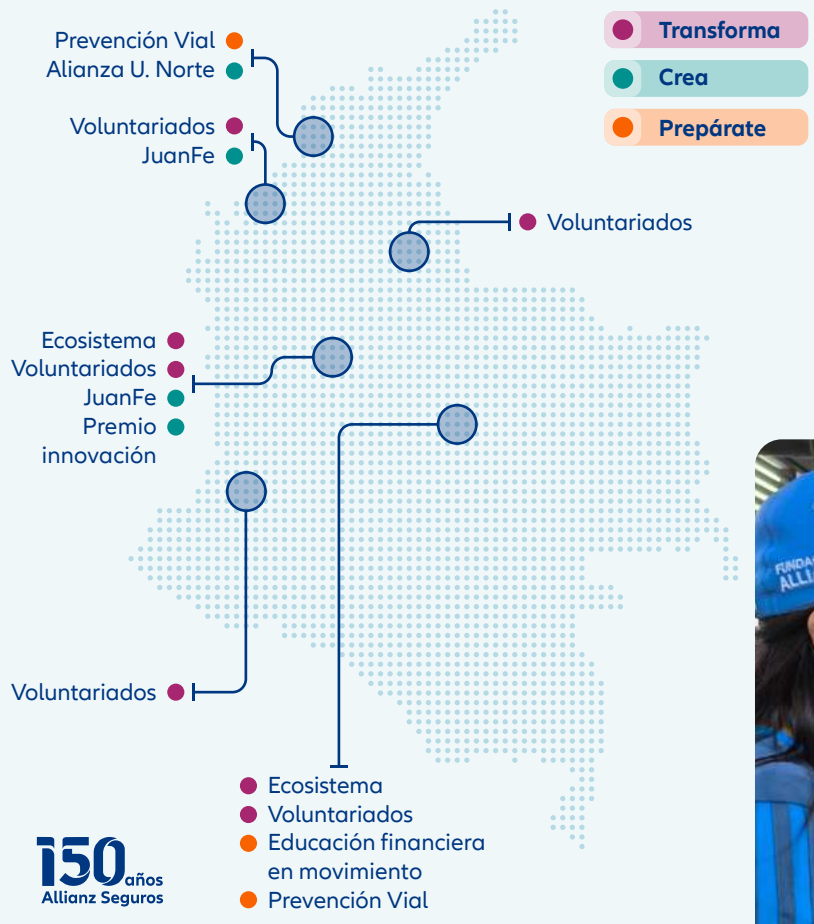 Prevención Vial
Alianza U. Norte
Voluntariados
JuanFe
Transforma
Crea
Prepárate
Voluntariados
Ecosistema
Voluntariados
JuanFe
Premio
innovación
Voluntariados
Ecosistema
Voluntariados
Educación financiera
en movimiento
Prevención Vial
150 años
Allianz Seguros